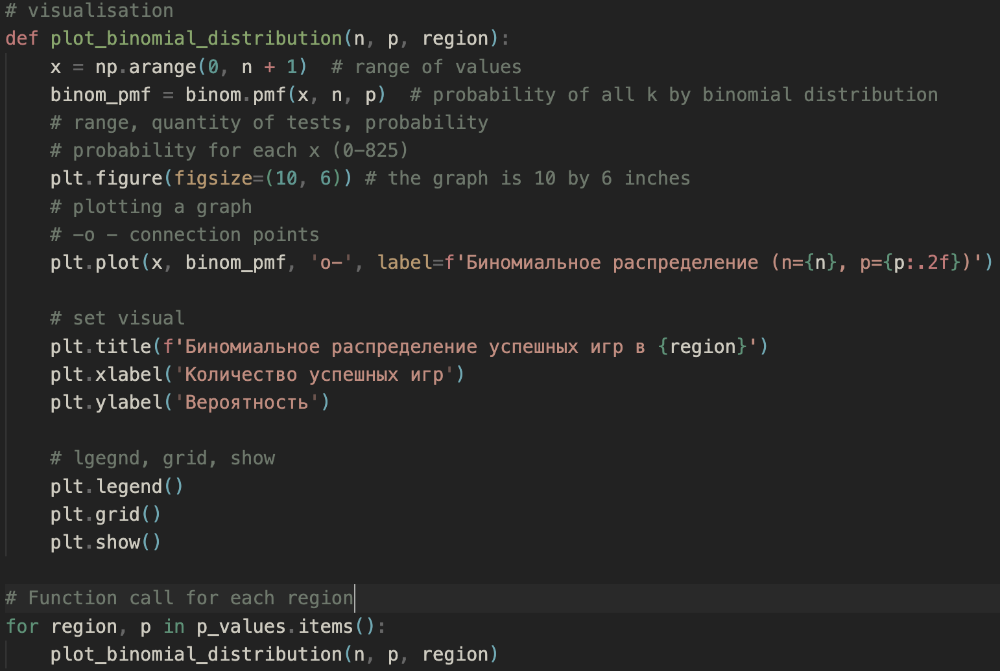 # visualisation
def plot_binomial_distribution(n, p, region):
    x = np.arange(0, n + 1)  # range of values
    binom_pmf = binom.pmf(x, n, p)  # probability of all k by binomial distribution
    # range, quantity of tests, probability
    # probability for each x (0-825)
    plt.figure(figsize=(10, 6)) # the graph is 10 by 6 inches
    # plotting a graph
    # -o - connection points
    plt.plot(x, binom_pmf, 'o-', label=f'Биномиальное распределение (n={n}, p={p:.2f})')
    # set visual
    plt.title(f'Биномиальное распределение успешных игр в {region}')
    plt.xlabel('Количество успешных игр')
    plt.ylabel('Вероятность')
    # lgegnd, grid, show
    plt.legend()
    plt.grid()
    plt.show()
# Function call for each region
for region, p in p_values.items():
    plot_binomial_distribution(n, p, region)